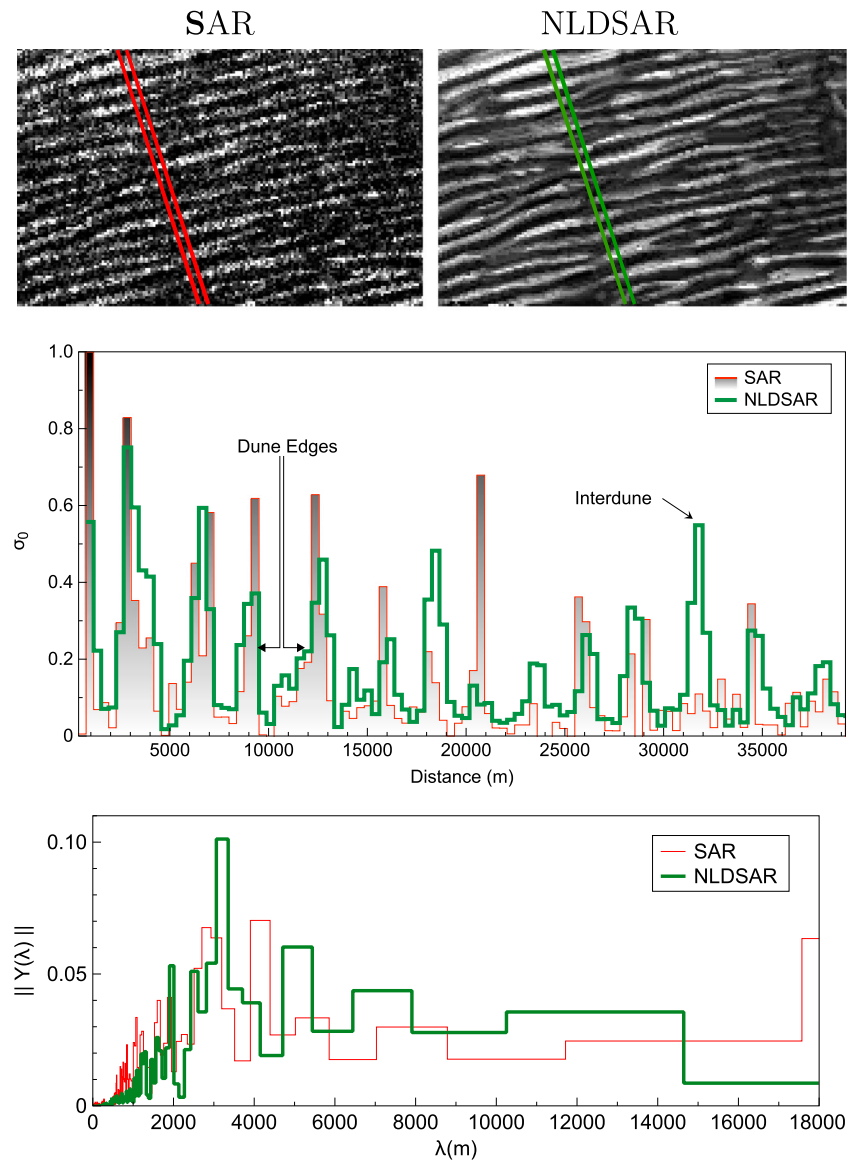 SAR NLDSAR
1.0
0.8
0.6
0.4
0.2
0
σ0
SAR
NLDSAR
Dune Edges
Interdune
5000 10000 15000 20000 25000 30000 35000
Distance (m)
0.10
0.05
0
|| Y(λ) ||
SAR
NLDSAR
0 2000 4000 6000 8000 10000 12000 14000 16000 18000
λ(m)